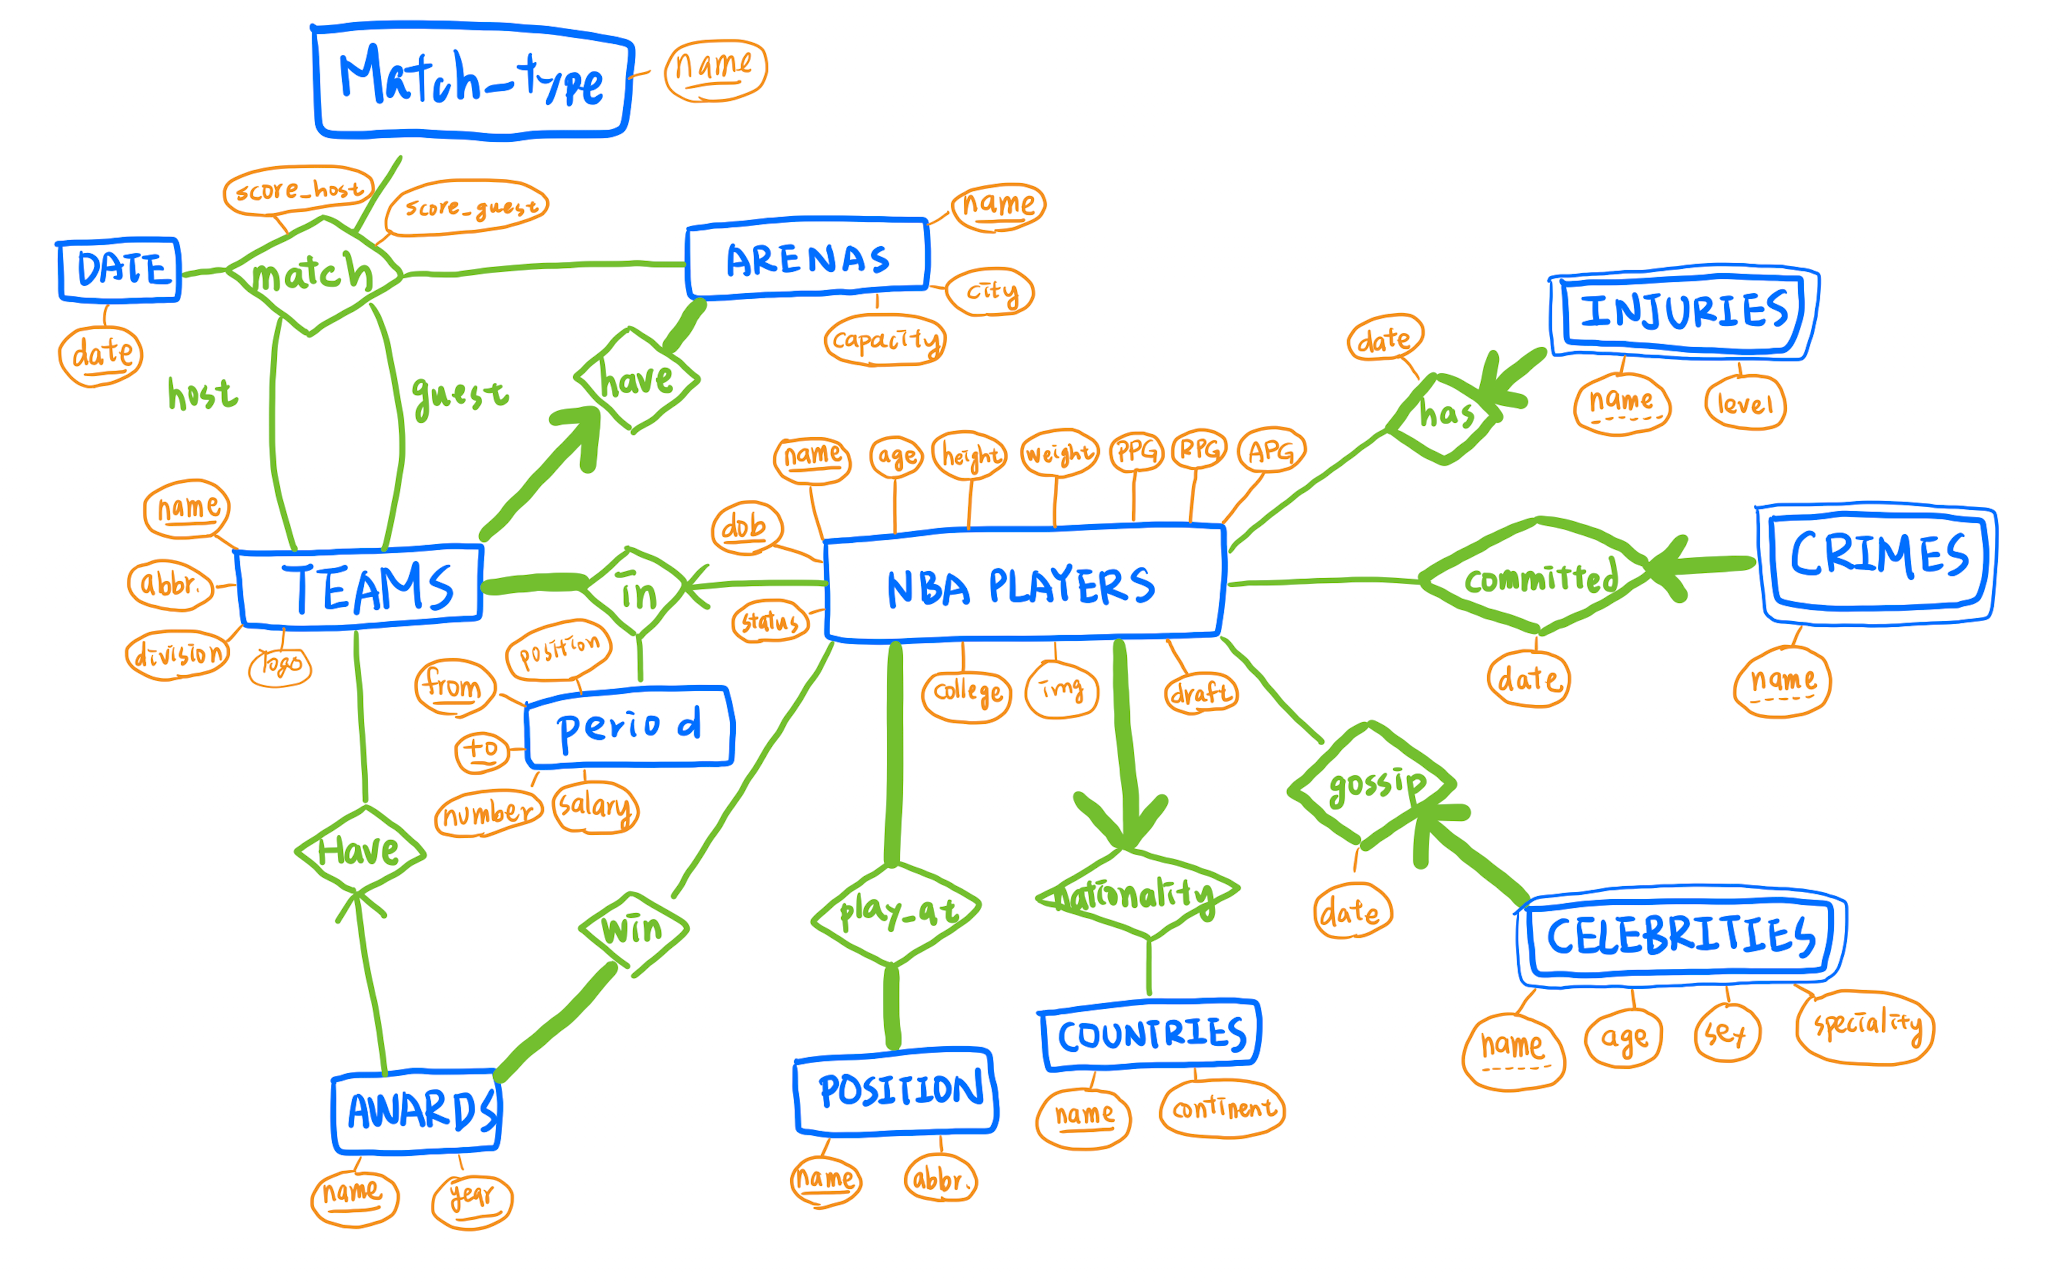 Match_type
name
score_host
score_guest
DATE
match
date
host
guest
ARENAS
name
city
capacity
have
INJURIES
name
level
date
has
name
abbr.
division
logo
TEAMS
in
position
from
to
number
salary
period
name
age
height
weight
PPG
RPG
APG
dob
status
NBA PLAYERS
college
img
draft
committed
date
CRIMES
name
gossip
date
CELEBRITIES
name
age
sex
speciality
Have
win
play_at
nationality
AWARDS
name
year
POSITION
name
abbr.
COUNTRIES
name
continent